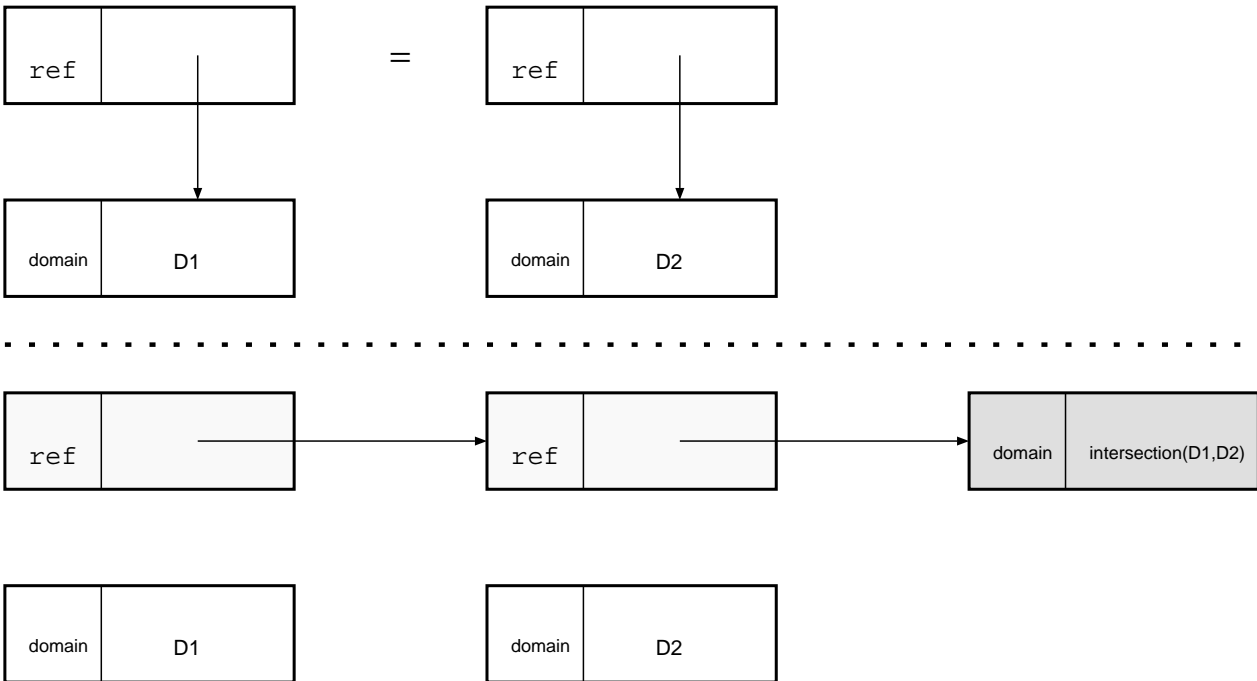 ref = ref
domain D1 domain D2
ref ref domain intersection(D1,D2)
domain D1 domain D2